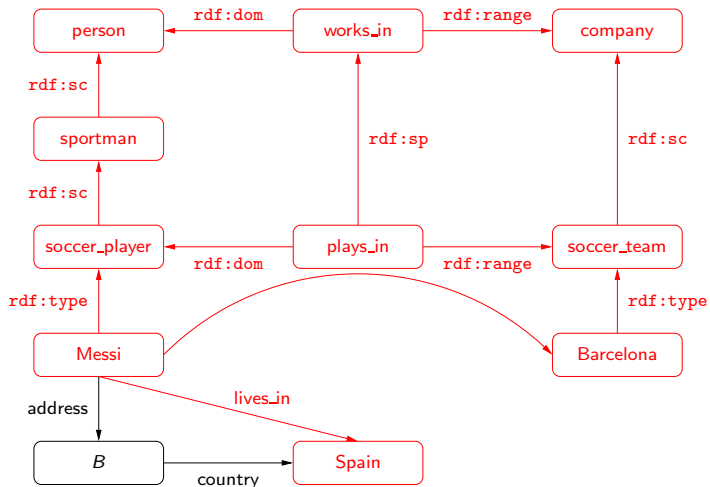 person
rdf:dom
works_in
rdf:range
company
rdf:sc
sportman
rdf:sp
rdf:sc
rdf:sc
soccer_player
rdf:dom
plays_in
rdf:range
soccer_team
rdf:type
rdf:type
Messi
Barcelona
address
lives_in
B
country
Spain